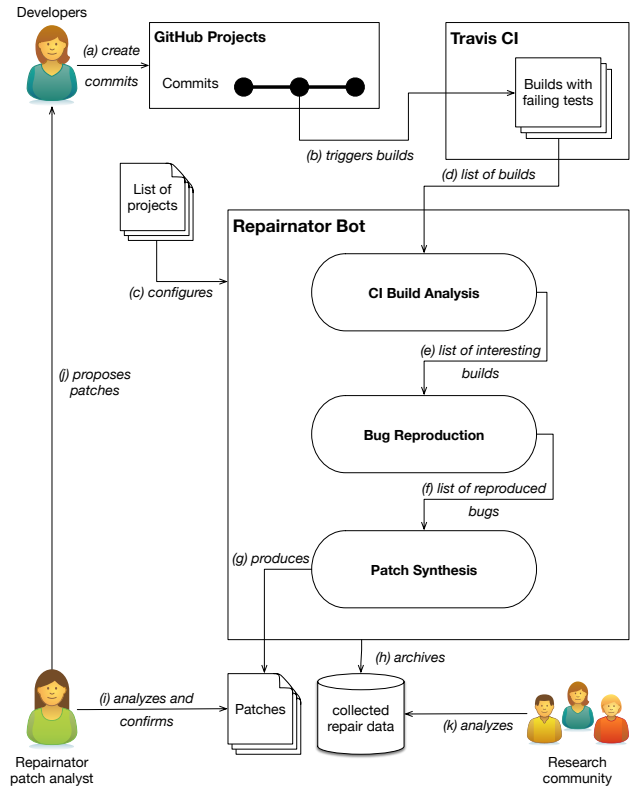 Developers
(a) create
commits
GitHub Projects
Commits
Travis CI
Builds with
failing tests
(b) triggers builds
(d) list of builds
List of
projects
(c) configures
Repairnator Bot
CI Build Analysis
(e) list of interesting
builds
(j) proposes
patches
Bug Reproduction
(f) list of reproduced
bugs
(g) produces
Patch Synthesis
(h) archives
(i) analyzes and
confirms
Patches
collected
repair data
(k) analyzes
Repairnator
patch analyst
Research
community